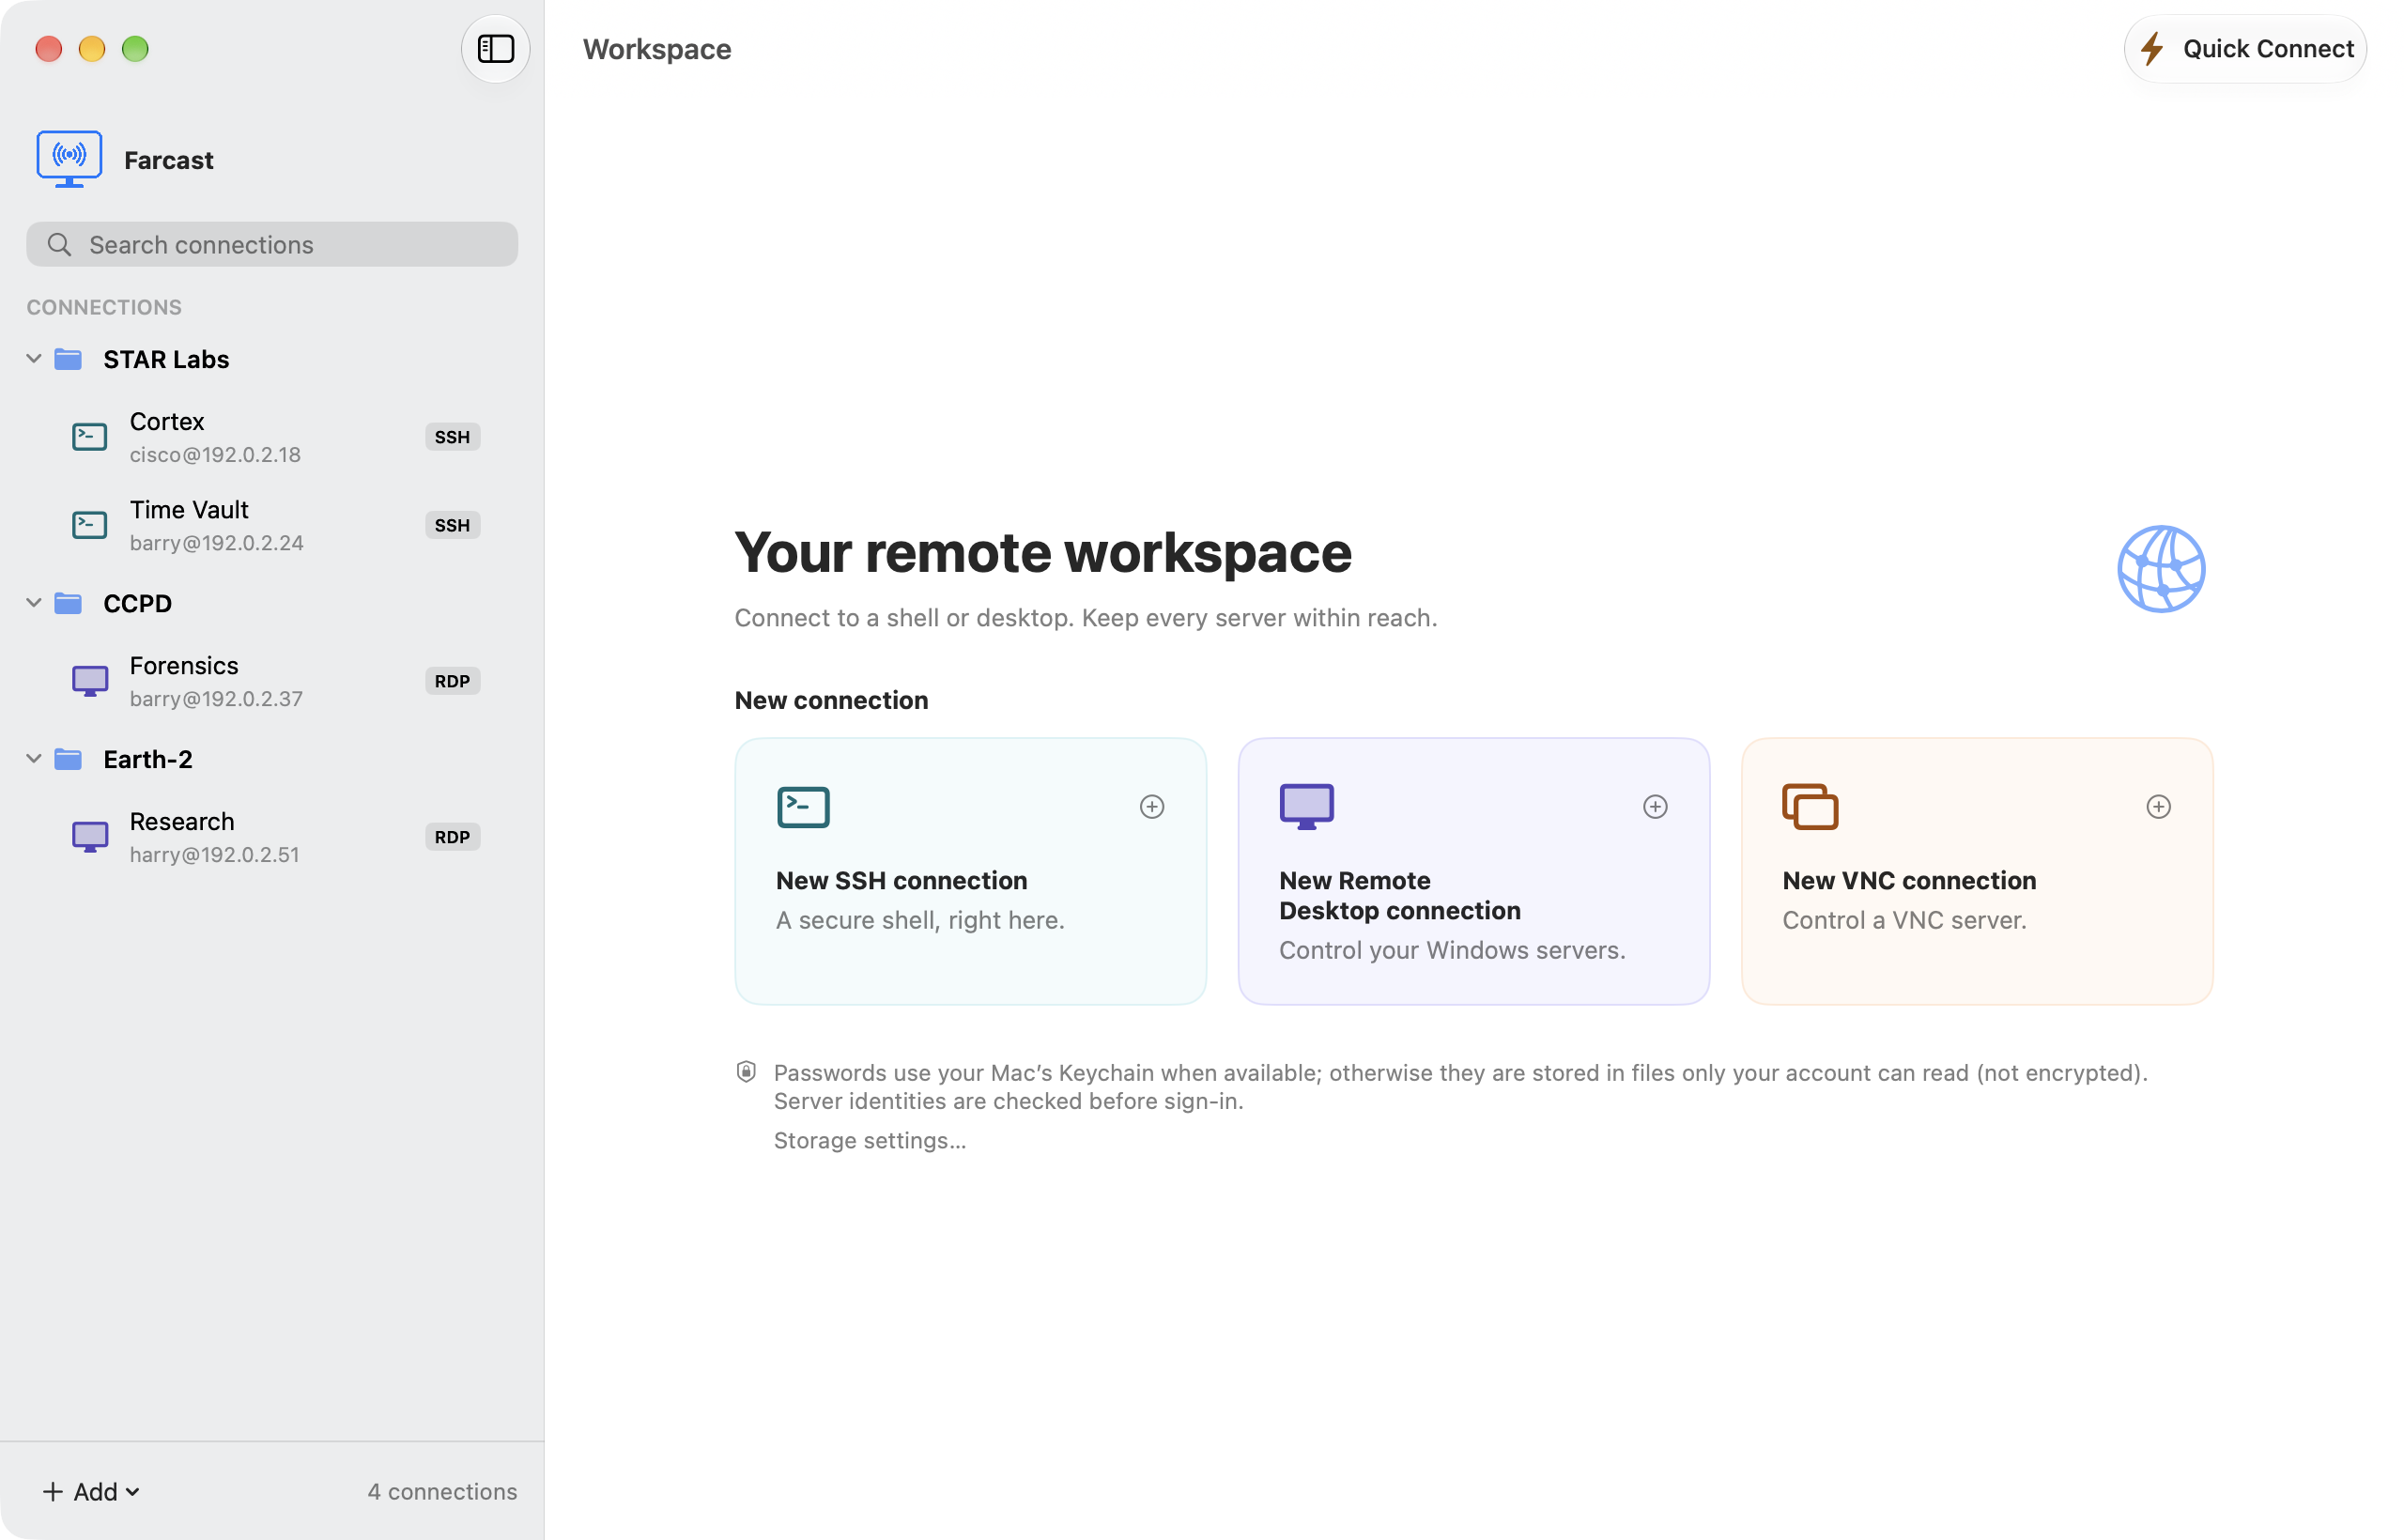 Workspace
Quick Connect
Farcast
Search connections
CONNECTIONS
STAR Labs
Cortex
cisco@192.0.2.18
SSH
Time Vault
barry@192.0.2.24
SSH
CCPD
Forensics
barry@192.0.2.37
RDP
Earth-2
Research
harry@192.0.2.51
RDP
+ Add
4 connections
Your remote workspace
Connect to a shell or desktop. Keep every server within reach.
New connection
New SSH connection
A secure shell, right here.
New Remote
Desktop connection
Control your Windows servers.
New VNC connection
Control a VNC server.
Passwords use your Mac’s Keychain when available; otherwise they are stored in files only your account can read (not encrypted).
Server identities are checked before sign-in.
Storage settings...